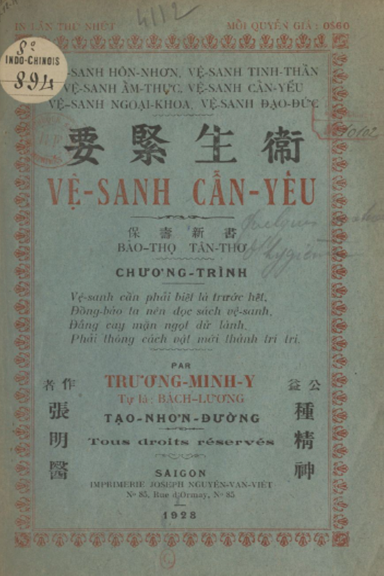 IN LẦN THỨ NHỨT
MỖI QUYỂN GIÁ : 0$60
4112
8°
INDO-CHINOIS
894
VỆ-SANH HÔN-NHƠN, VỆ-SANH TINH-THẦN
VỆ-SANH ẨM-THỰC, VỆ-SANH CẦN-YẾU
VỆ-SANH NGOẠI-KHOA, VỆ-SANH ĐẠO-ĐỨC
要緊生衛
VỆ-SANH CẦN-YẾU
保壽新書
BẢO-THỌ TÂN-THƠ
CHƯƠNG-TRÌNH
Vệ-sanh cần phải biết là trước hết,
Đồng-bào ta nên đọc sách vệ-sanh,
Đắng cay mặn ngọt dữ lành,
Phải thông cách vật mới thành trí tri.
PAR
TRƯƠNG-MINH-Y
Tự là : BÁCH-LƯƠNG
TẠO-NHƠN-ĐƯỜNG
Tous droits réservés
者作
張明醫
益公
種精神
SAIGON
IMPRIMERIE JOSEPH NGUYỄN-VĂN-VIẾT
N° 85, Rue d'Ormay, N° 85
1928